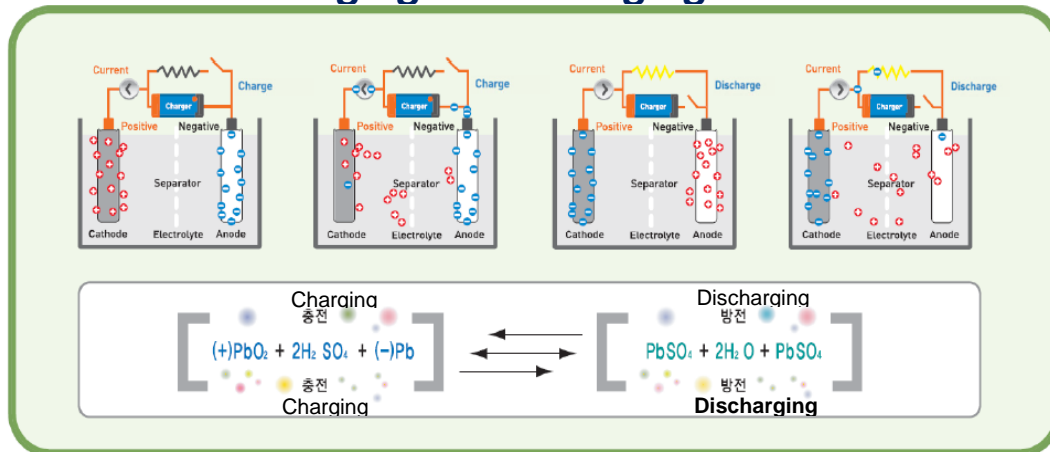 Current
Charge
Charger
Positive
Negative
Separator
Cathode
Electrolyte
Anode
Current
Charge
Charger
Positive
Negative
Separator
Cathode
Electrolyte
Anode
Current
Discharge
Charger
Positive
Negative
Separator
Cathode
Electrolyte
Anode
Current
Discharge
Charger
Positive
Negative
Separator
Cathode
Electrolyte
Anode
Charging
충전
(+)PbO₂ + 2H₂ SO₄ + (−)Pb
충전
Charging
Discharging
방전
PbSO₄ + 2H₂ O + PbSO₄
방전
Discharging